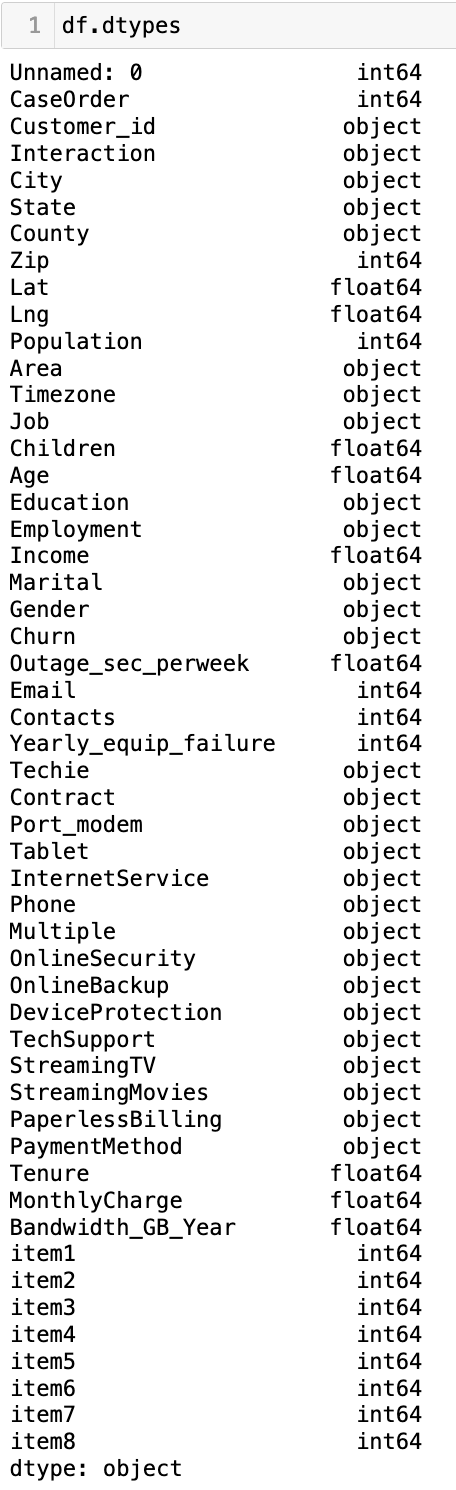 1 df.dtypes
Unnamed: 0 int64
CaseOrder int64
Customer_id object
Interaction object
City object
State object
County object
Zip int64
Lat float64
Lng float64
Population int64
Area object
Timezone object
Job object
Children float64
Age float64
Education object
Employment object
Income float64
Marital object
Gender object
Churn object
Outage_sec_perweek float64
Email int64
Contacts int64
Yearly_equip_failure int64
Techie object
Contract object
Port_modem object
Tablet object
InternetService object
Phone object
Multiple object
OnlineSecurity object
OnlineBackup object
DeviceProtection object
TechSupport object
StreamingTV object
StreamingMovies object
PaperlessBilling object
PaymentMethod object
Tenure float64
MonthlyCharge float64
Bandwidth_GB_Year float64
item1 int64
item2 int64
item3 int64
item4 int64
item5 int64
item6 int64
item7 int64
item8 int64
dtype: object